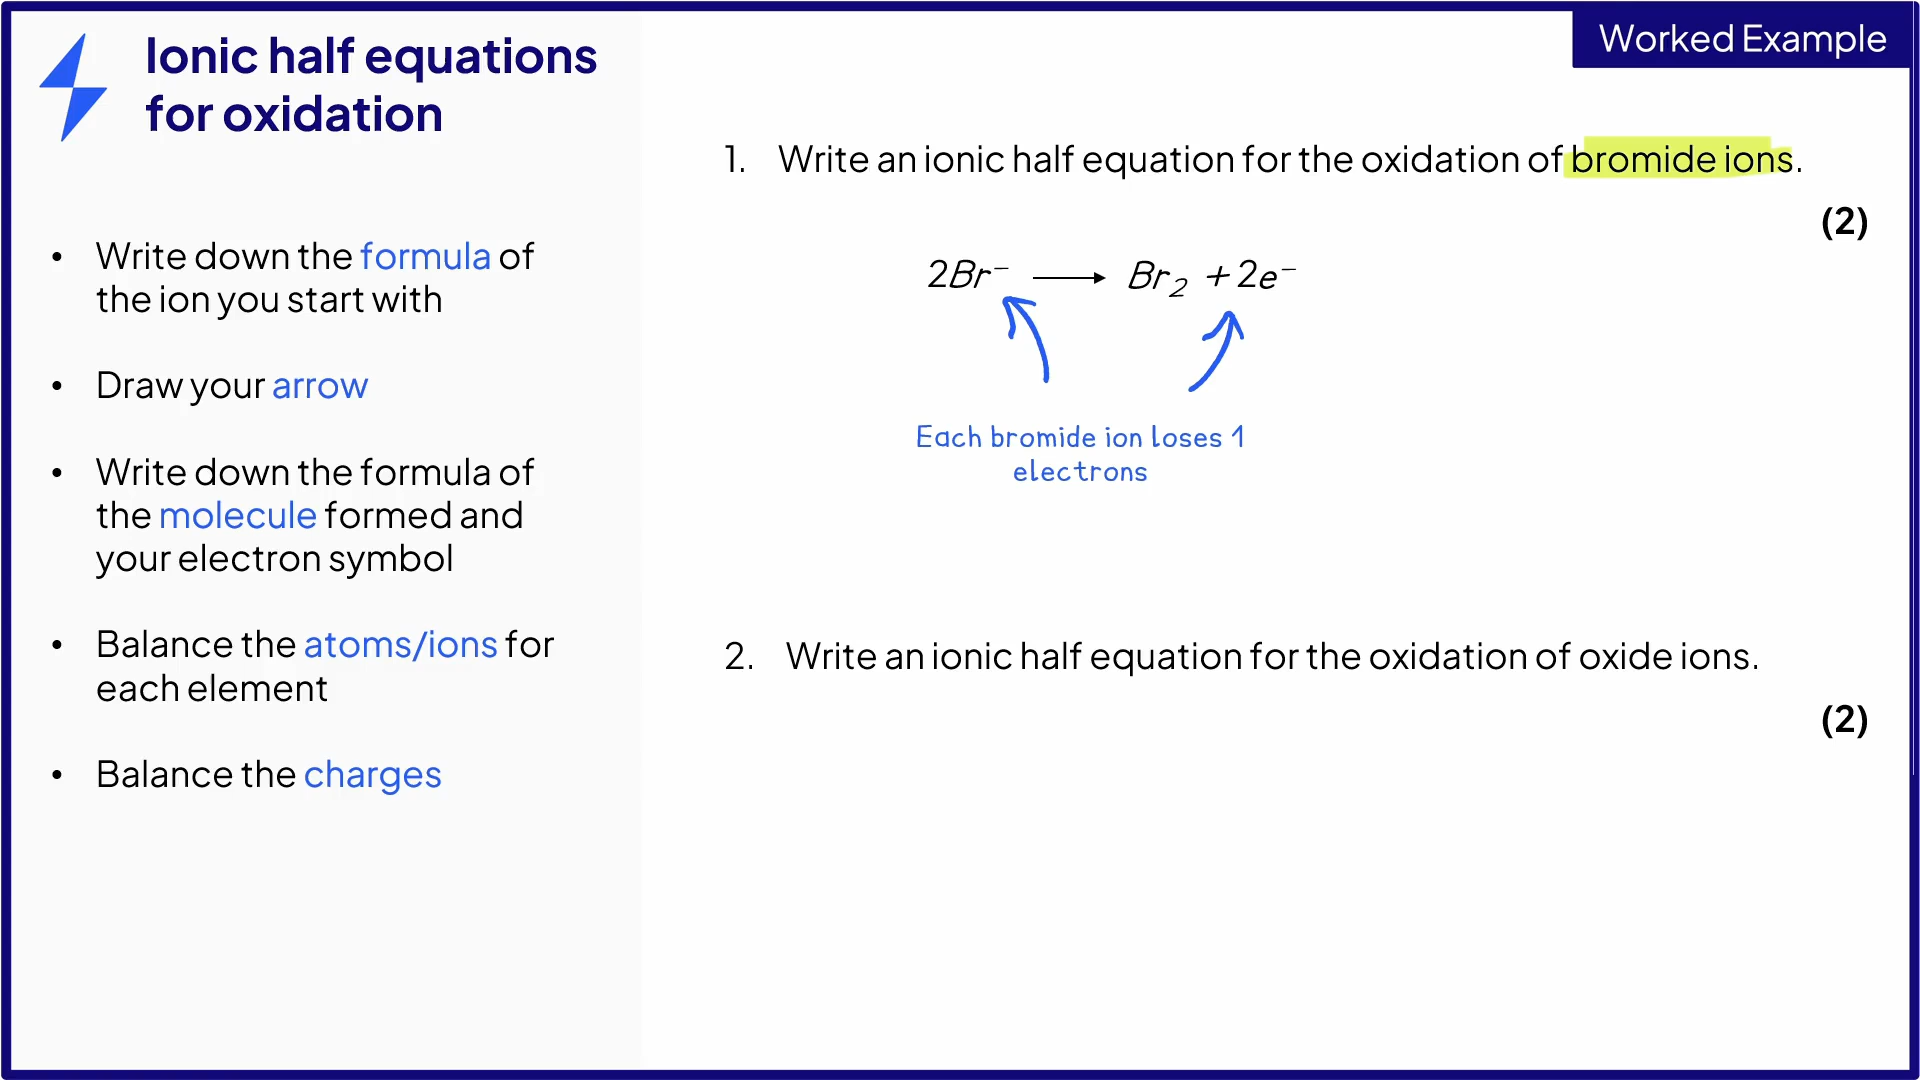 Worked Example
Ionic half equations
for oxidation
• Write down the formula of
the ion you start with
• Draw your arrow
• Write down the formula of
the molecule formed and
your electron symbol
• Balance the atoms/ions for
each element
• Balance the charges
1. Write an ionic half equation for the oxidation of bromide ions.
(2)
2Br⁻ ⟶ Br₂ + 2e⁻
Each bromide ion loses 1
electrons
2. Write an ionic half equation for the oxidation of oxide ions.
(2)